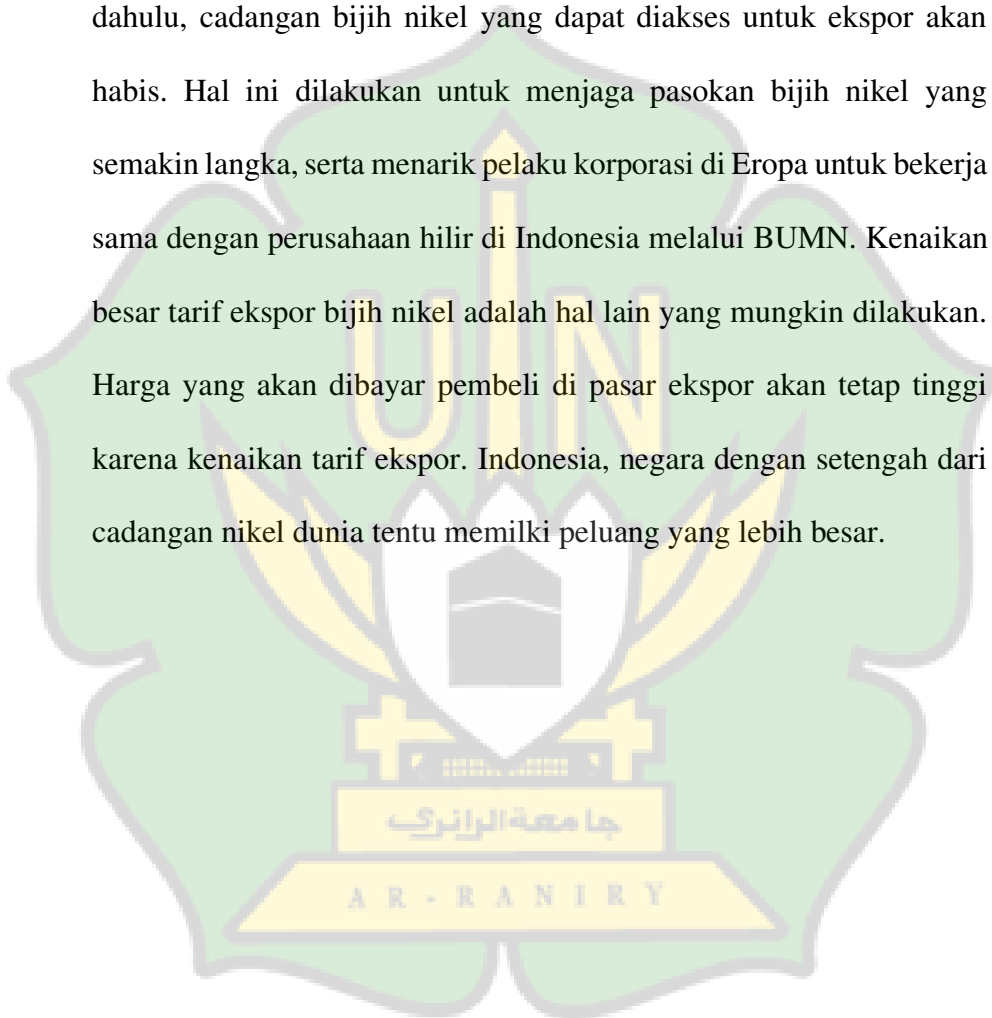 dahulu, cadangan bijih nikel yang dapat diakses untuk ekspor akan
habis. Hal ini dilakukan untuk menjaga pasokan bijih nikel yang
semakin langka, serta menarik pelaku korporasi di Eropa untuk bekerja
sama dengan perusahaan hilir di Indonesia melalui BUMN. Kenaikan
besar tarif ekspor bijih nikel adalah hal lain yang mungkin dilakukan.
Harga yang akan dibayar pembeli di pasar ekspor akan tetap tinggi
karena kenaikan tarif ekspor. Indonesia, negara dengan setengah dari
cadangan nikel dunia tentu memilki peluang yang lebih besar.
UIN
جامعة الرانري
AR-RANIRY